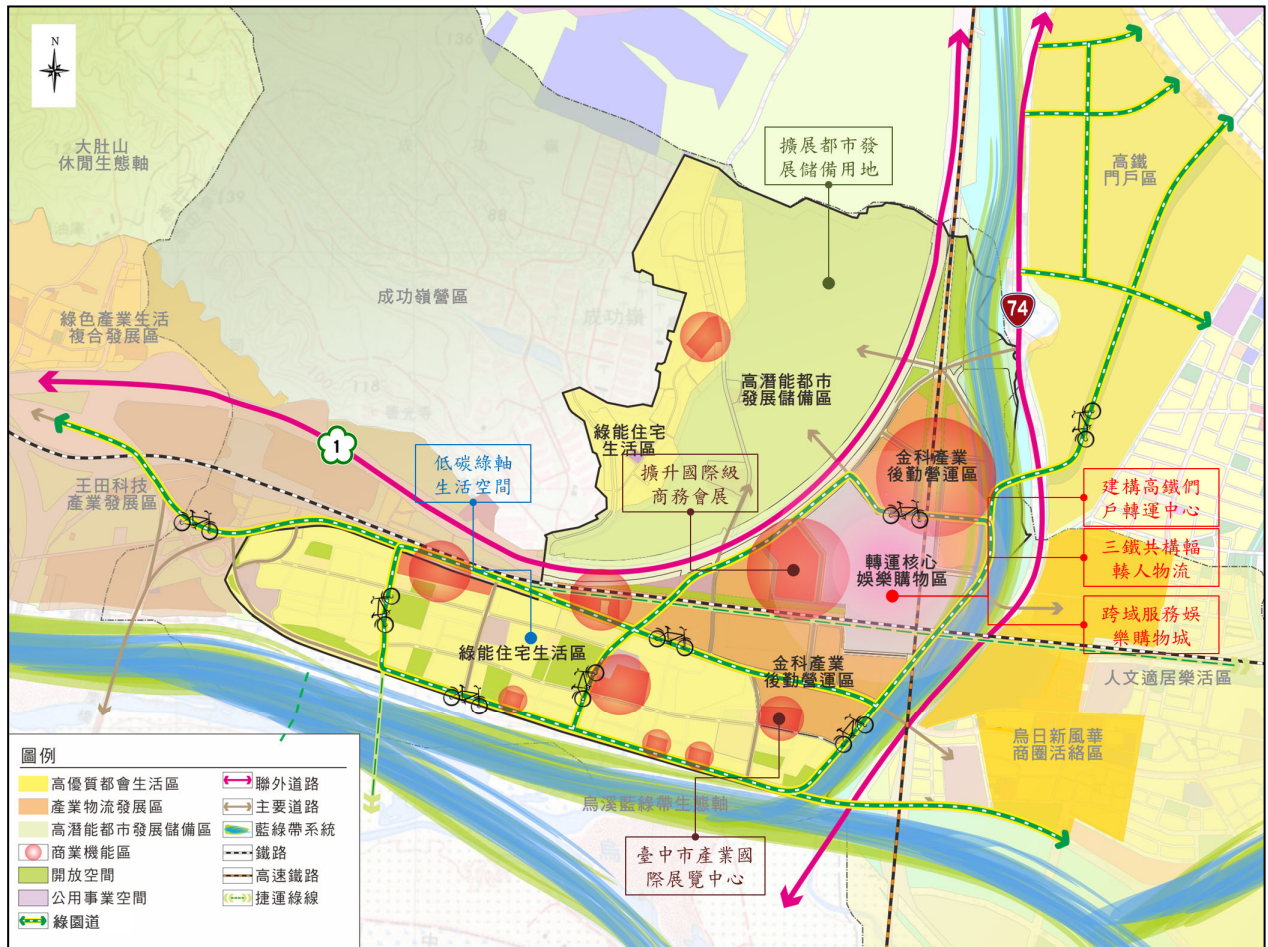 N
136
大肚山
休閒生態軸
139
油庫
成功嶺
88
擴展都市發
展儲備用地
高鐵
門戶區
成功嶺營區
成功嶺
74
綠色產業生活
複合發展區
118
高潛能都市
發展儲備區
1
綠能住宅
生活區
低碳綠軸
生活空間
擴升國際級
商務會展
金科產業
後勤營運區
王田科技
產業發展區
建構高鐵們
戶轉運中心
三鐵共構輻
輳人物流
跨域服務娛
樂購物城
轉運核心
娛樂購物區
綠能住宅生活區
金科產業
後勤營運區
人文適居樂活區
烏日新風華
商圈活絡區
烏溪藍綠帶生態軸
臺中市產業國
際展覽中心
烏
中
圖例
高優質都會生活區
產業物流發展區
高潛能都市發展儲備區
商業機能區
開放空間
公用事業空間
綠園道
聯外道路
主要道路
藍綠帶系統
鐵路
高速鐵路
捷運綠線